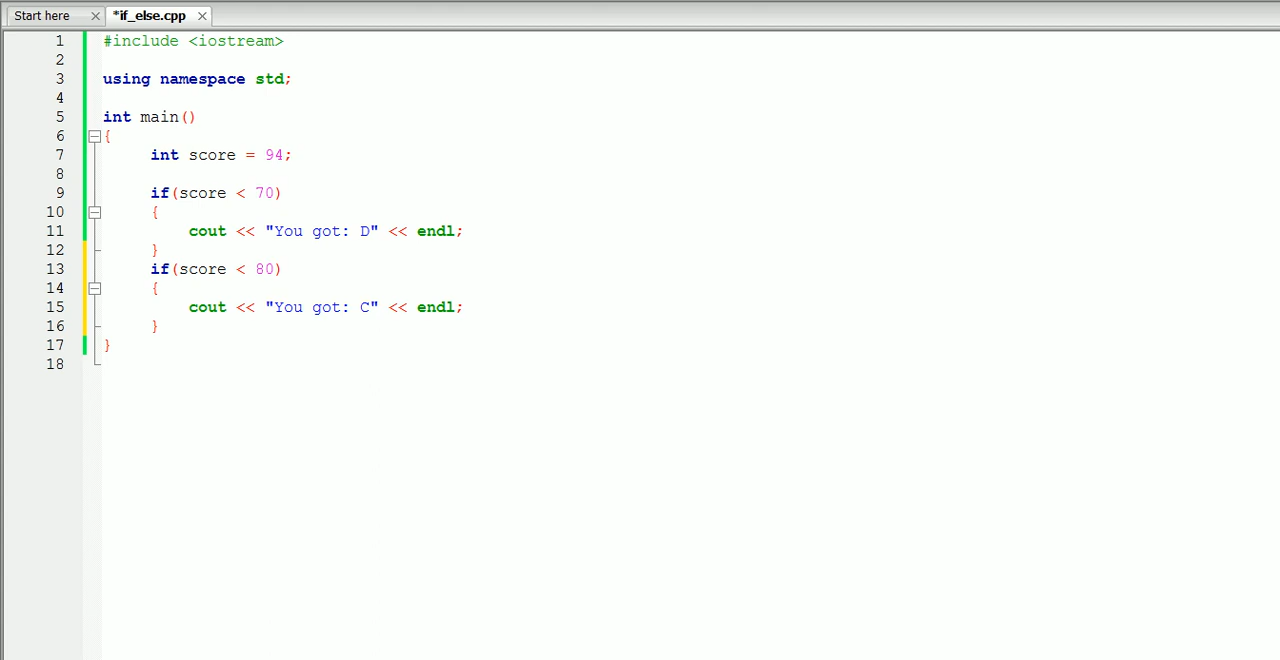 Start here *if_else.cpp
1 #include <iostream>
2
3 using namespace std;
4
5 int main()
6 {
7 int score = 94;
8
9 if(score < 70)
10 {
11 cout << "You got: D" << endl;
12 }
13 if(score < 80)
14 {
15 cout << "You got: C" << endl;
16 }
17 }
18